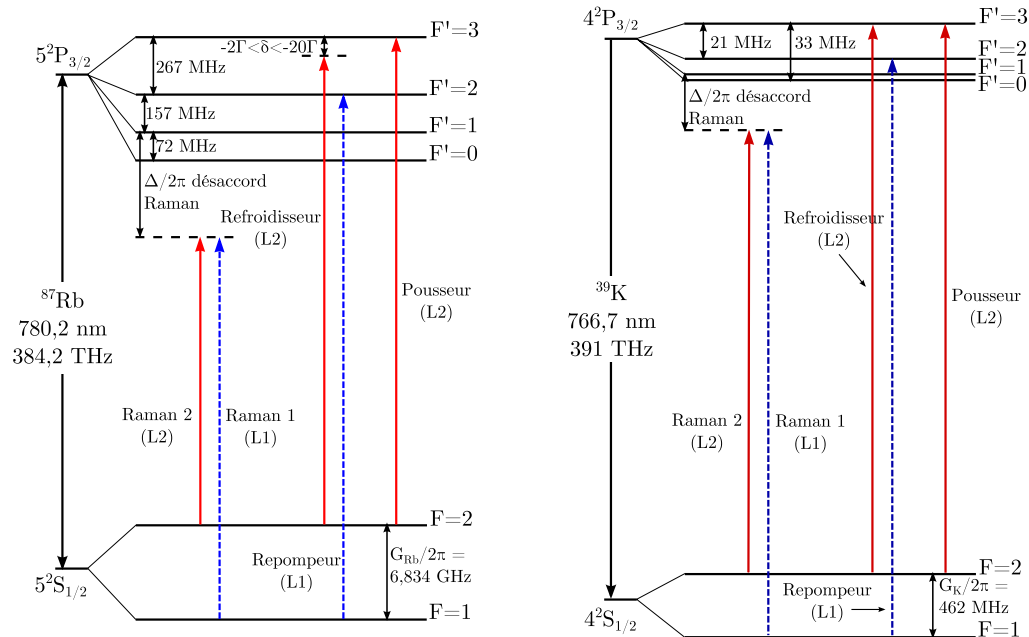 F'=3
-2Γ<δ<-20Γ
5²P₃/₂
267 MHz
F'=2
157 MHz
F'=1
72 MHz
F'=0
Δ/2π désaccord
Raman
Refroidisseur
(L2)
⁸⁷Rb
780,2 nm
384,2 THz
Pousseur
(L2)
Raman 2
(L2)
Raman 1
(L1)
F=2
Repompeur
(L1)
G_Rb/2π =
6,834 GHz
5²S₁/₂
F=1
4²P₃/₂
F'=3
21 MHz
33 MHz
F'=2
F'=1
F'=0
Δ/2π désaccord
Raman
Refroidisseur
(L2)
³⁹K
766,7 nm
391 THz
Pousseur
(L2)
Raman 2
(L2)
Raman 1
(L1)
F=2
Repompeur
(L1)
G_K/2π =
462 MHz
4²S₁/₂
F=1